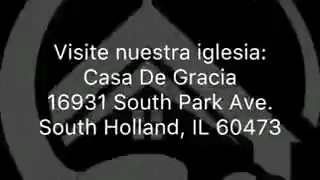 Visite nuestra iglesia:
Casa De Gracia
16931 South Park Ave.
South Holland, IL 60473